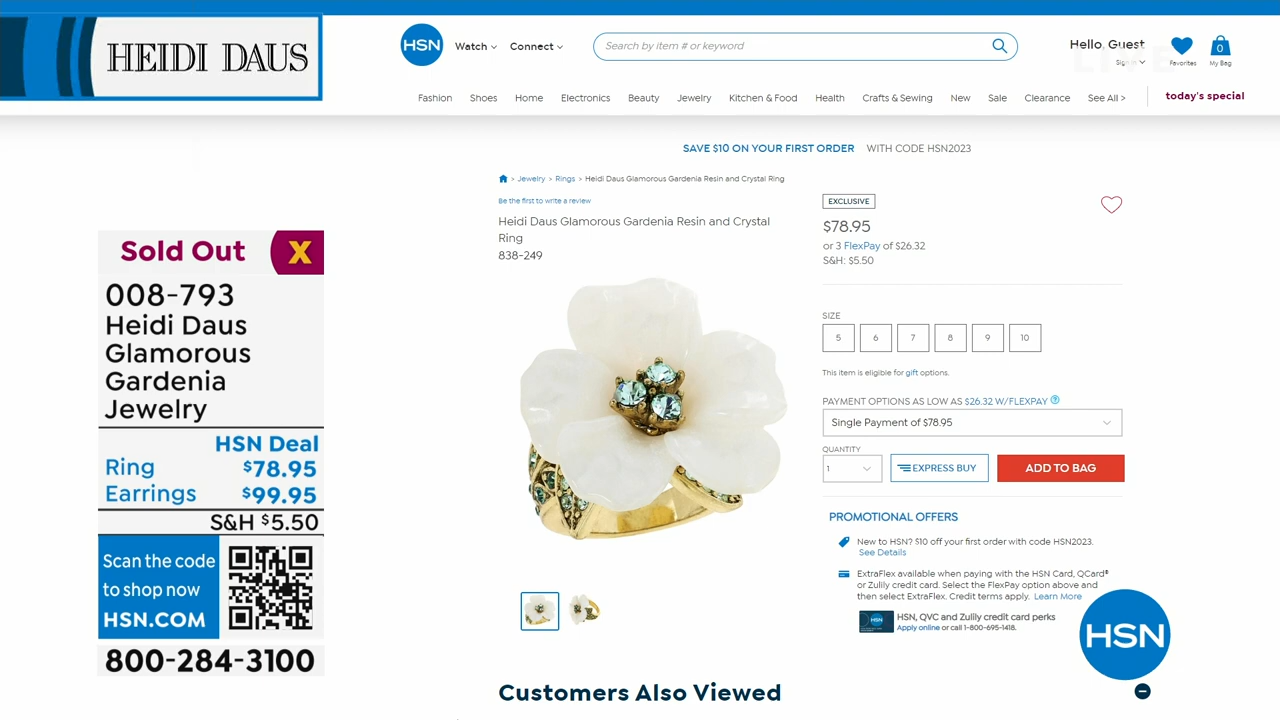 HEIDI DAUS
HSN
Watch
Connect
Search by item # or keyword
Hello, Guest
Favorites
0
My Bag
Fashion Shoes Home Electronics Beauty Jewelry Kitchen & Food Health Crafts & Sewing New Sale Clearance See All > today's special
SAVE $10 ON YOUR FIRST ORDER WITH CODE HSN2023
> Jewelry > Rings > Heidi Daus Glamorous Gardenia Resin and Crystal Ring
Be the first to write a review
Heidi Daus Glamorous Gardenia Resin and Crystal
Ring
838-249
EXCLUSIVE
$78.95
or 3 FlexPay of $26.32
S&H: $5.50
SIZE
5 6 7 8 9 10
This item is eligible for gift options.
PAYMENT OPTIONS AS LOW AS $26.32 W/FLEXPAY ?
Single Payment of $78.95
QUANTITY
1
EXPRESS BUY
ADD TO BAG
PROMOTIONAL OFFERS
New to HSN? $10 off your first order with code HSN2023.
See Details
ExtraFlex available when paying with the HSN Card, QCard®
or Zulily credit card. Select the FlexPay option above and
then select ExtraFlex. Credit terms apply. Learn More
HSN, QVC and Zulily credit card perks
Apply online or call 1-800-695-1418.
HSN
Customers Also Viewed
Sold Out X
008-793
Heidi Daus
Glamorous
Gardenia
Jewelry
HSN Deal
Ring $78.95
Earrings $99.95
S&H $5.50
Scan the code
to shop now
HSN.COM
800-284-3100